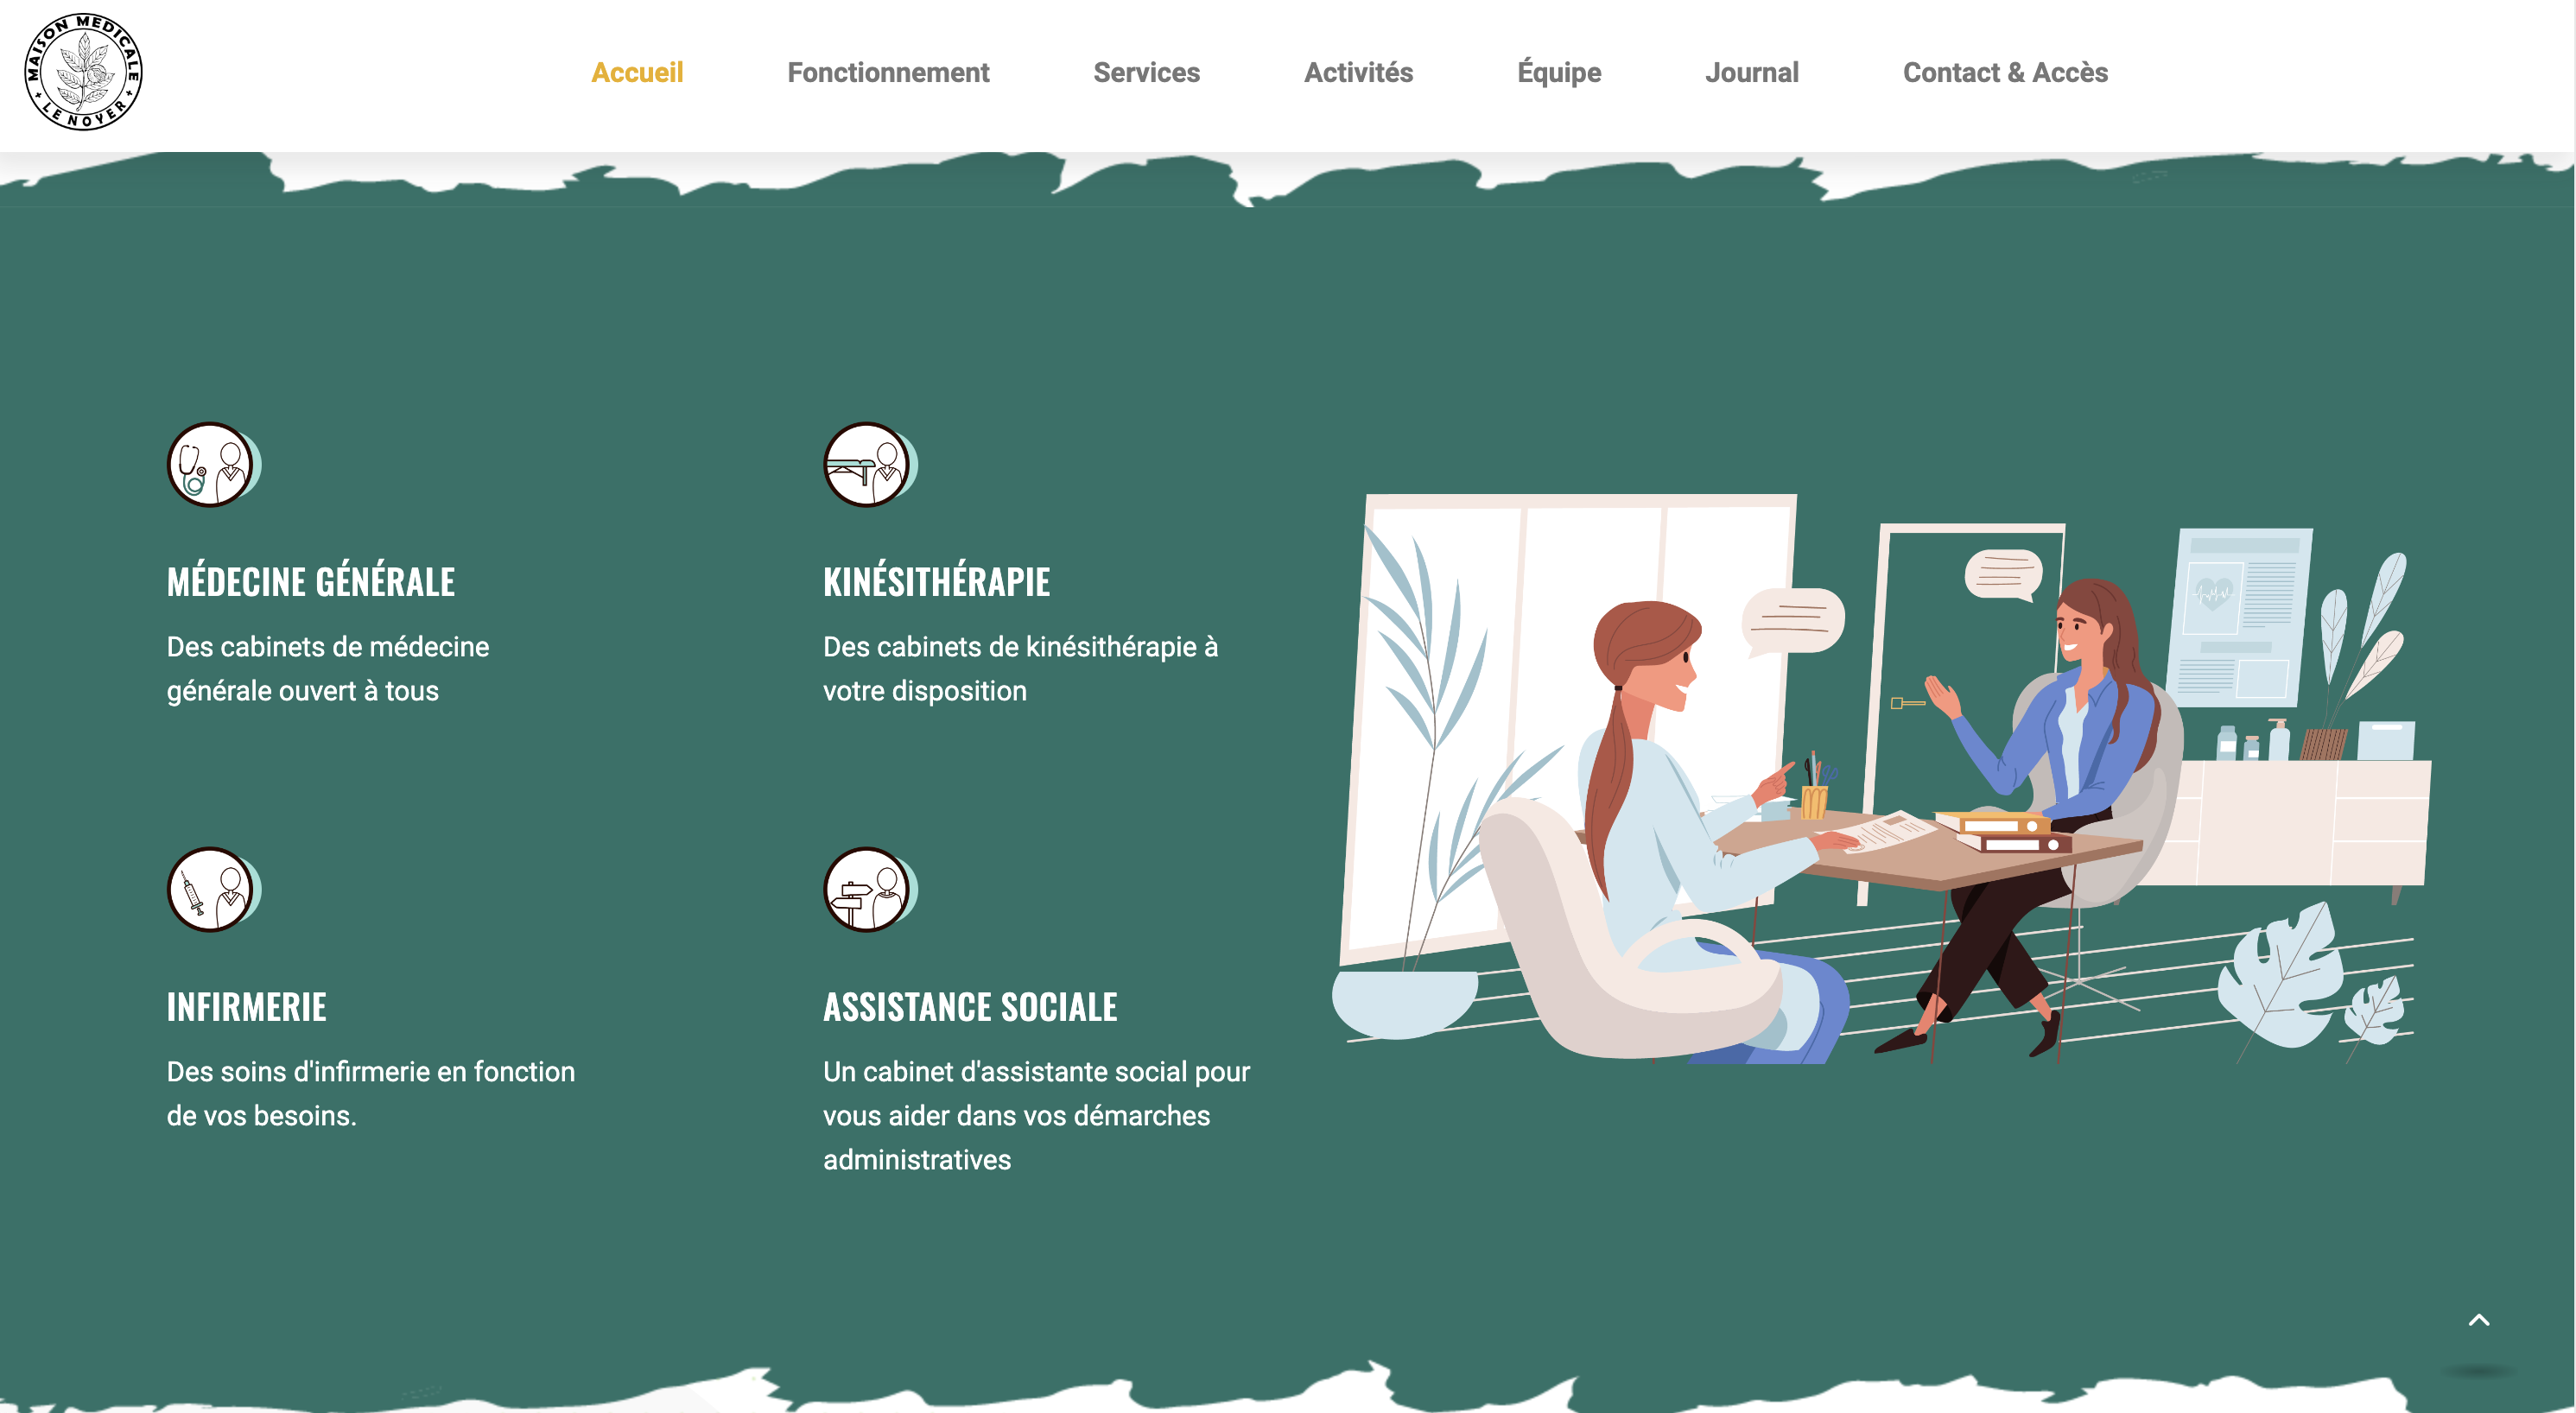 MAISON MEDICALE
LE NOYER
Accueil
Fonctionnement
Services
Activités
Équipe
Journal
Contact & Accès
MÉDECINE GÉNÉRALE
Des cabinets de médecine
générale ouvert à tous
KINÉSITHÉRAPIE
Des cabinets de kinésithérapie à
votre disposition
INFIRMERIE
Des soins d'infirmerie en fonction
de vos besoins.
ASSISTANCE SOCIALE
Un cabinet d'assistante social pour
vous aider dans vos démarches
administratives